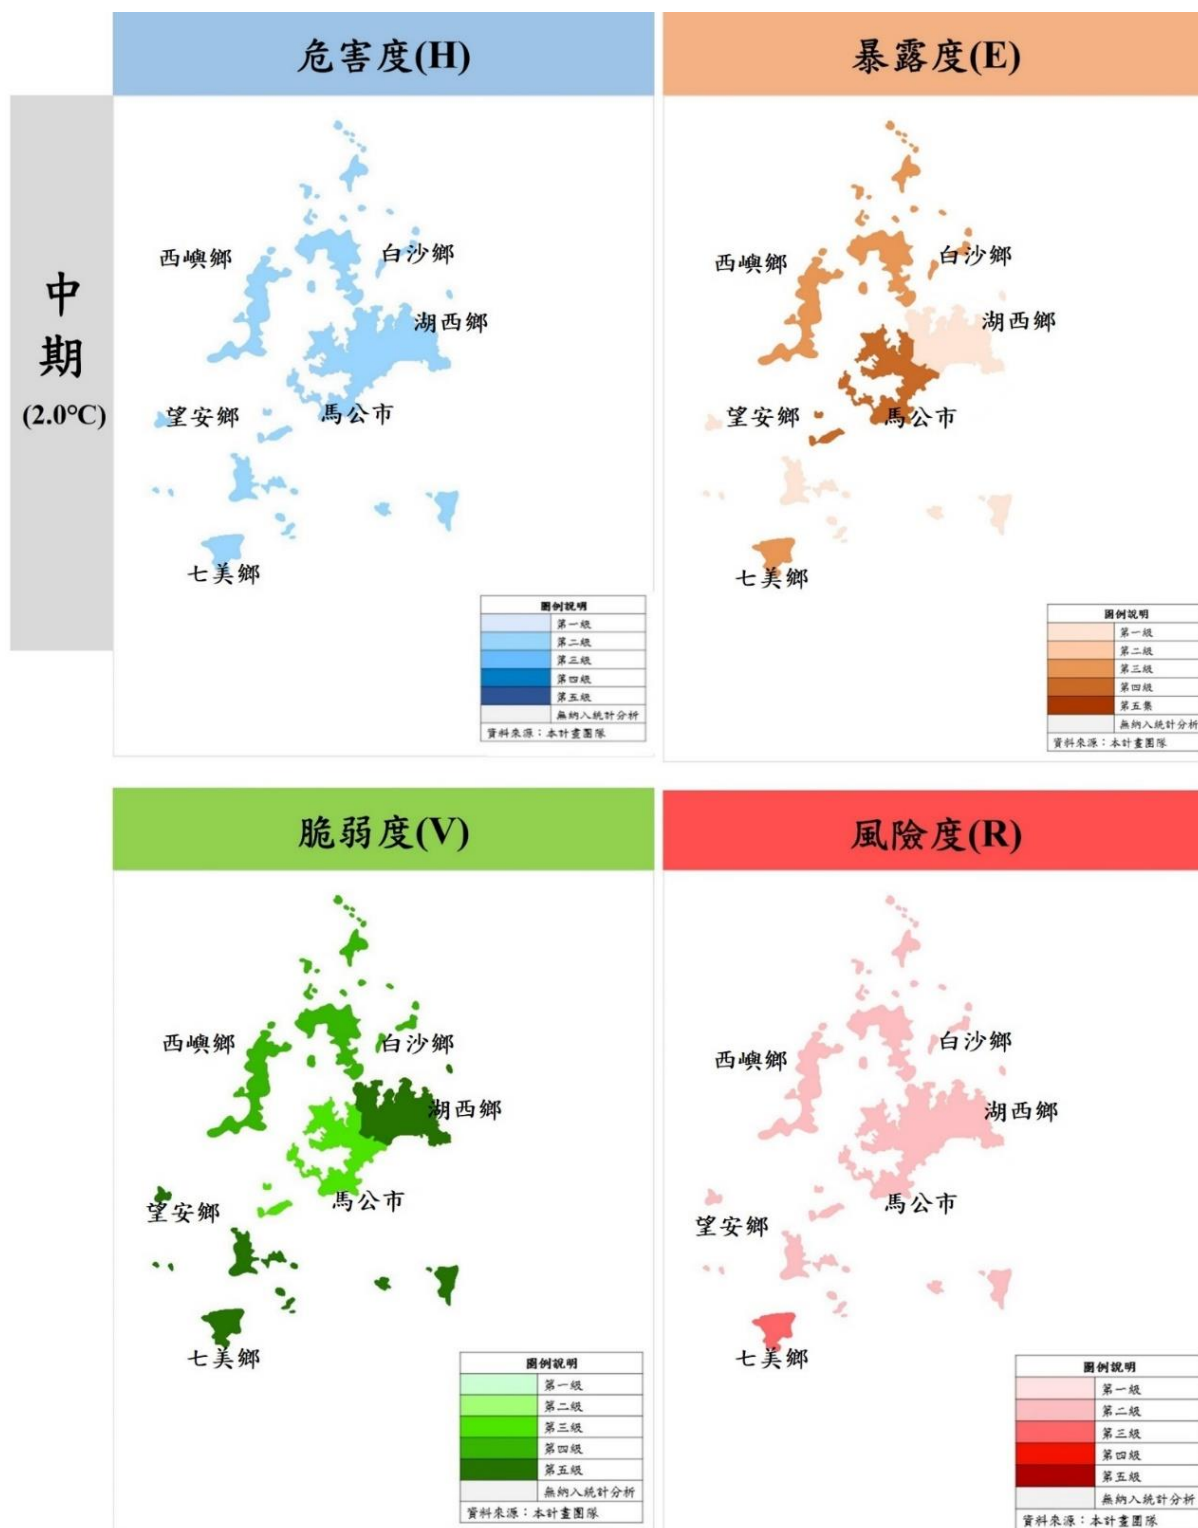 危害度(H)
暴露度(E)
中
期
(2.0℃)
西嶼鄉
白沙鄉
湖西鄉
望安鄉
馬公市
七美鄉
圖例說明
第一級
第二級
第三級
第四級
第五級
無納入統計分析
資料來源：本計畫團隊
西嶼鄉
白沙鄉
湖西鄉
望安鄉
馬公市
七美鄉
圖例說明
第一級
第二級
第三級
第四級
第五集
無納入統計分析
資料來源：本計畫團隊
脆弱度(V)
風險度(R)
西嶼鄉
白沙鄉
湖西鄉
望安鄉
馬公市
七美鄉
圖例說明
第一級
第二級
第三級
第四級
第五級
無納入統計分析
資料來源：本計畫團隊
西嶼鄉
白沙鄉
湖西鄉
望安鄉
馬公市
七美鄉
圖例說明
第一級
第二級
第三級
第四級
第五級
無納入統計分析
資料來源：本計畫團隊